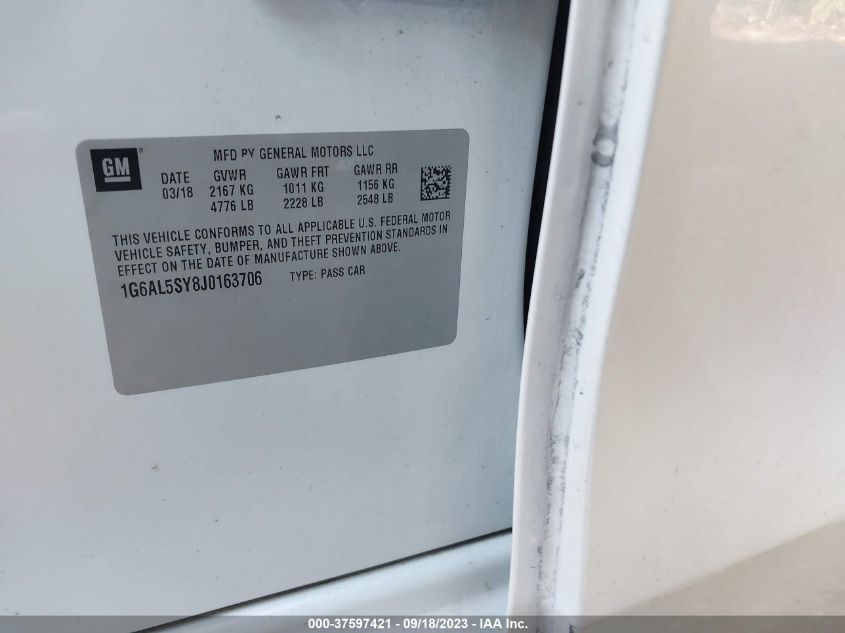 GM
MFD BY GENERAL MOTORS LLC
DATE GVWR GAWR FRT GAWR RR
03/18 2167 KG 1011 KG 1156 KG
4776 LB 2228 LB 2548 LB
THIS VEHICLE CONFORMS TO ALL APPLICABLE U.S. FEDERAL MOTOR
VEHICLE SAFETY, BUMPER, AND THEFT PREVENTION STANDARDS IN
EFFECT ON THE DATE OF MANUFACTURE SHOWN ABOVE.
1G6AL5SY8J0163706 TYPE: PASS CAR
000-37597421 - 09/18/2023 - IAA Inc.